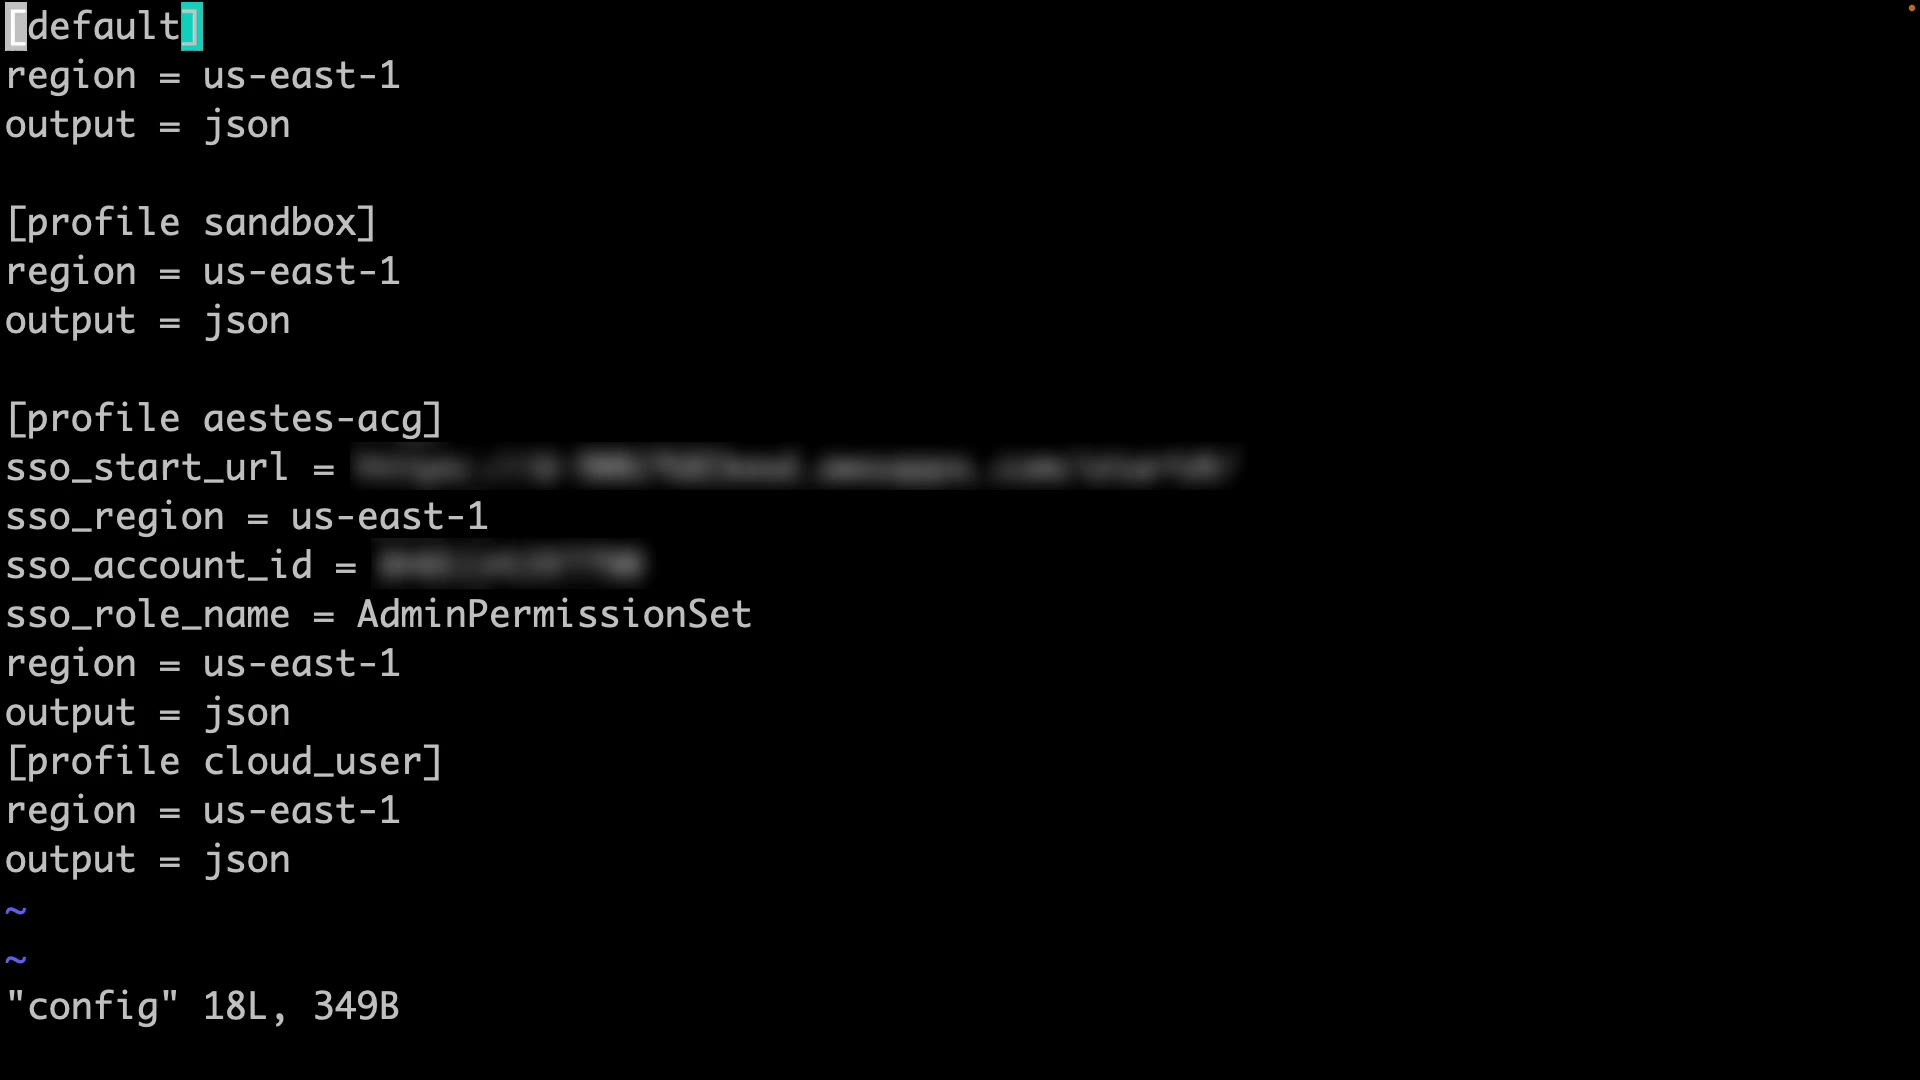 [default]
region = us-east-1
output = json
[profile sandbox]
region = us-east-1
output = json
[profile aestes-acg]
sso_start_url =
sso_region = us-east-1
sso_account_id =
sso_role_name = AdminPermissionSet
region = us-east-1
output = json
[profile cloud_user]
region = us-east-1
output = json
~
~
"config" 18L, 349B